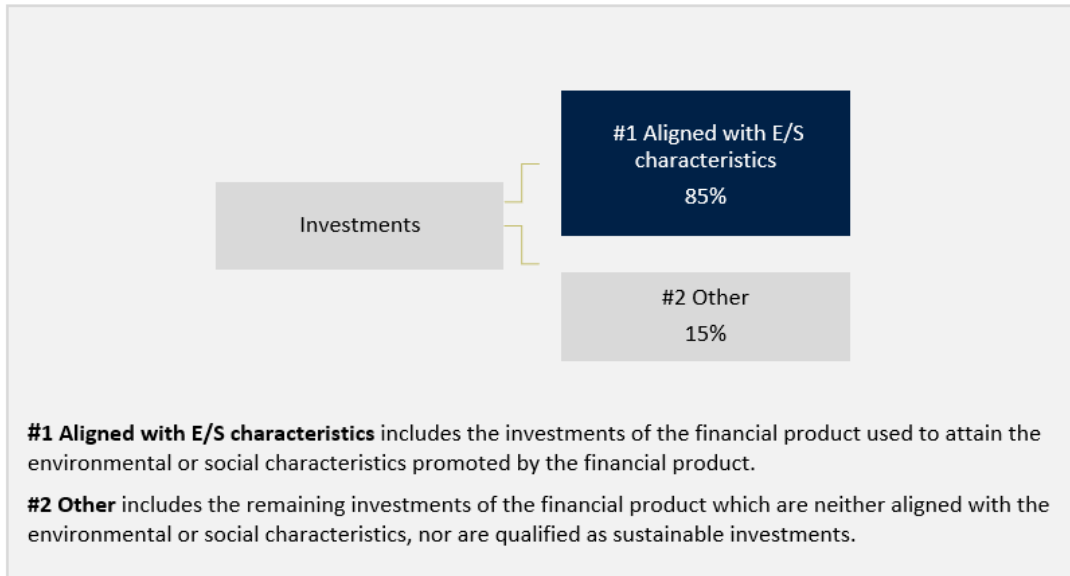 #1 Aligned with E/S
characteristics
85%
Investments
#2 Other
15%
#1 Aligned with E/S characteristics includes the investments of the financial product used to attain the
environmental or social characteristics promoted by the financial product.
#2 Other includes the remaining investments of the financial product which are neither aligned with the
environmental or social characteristics, nor are qualified as sustainable investments.